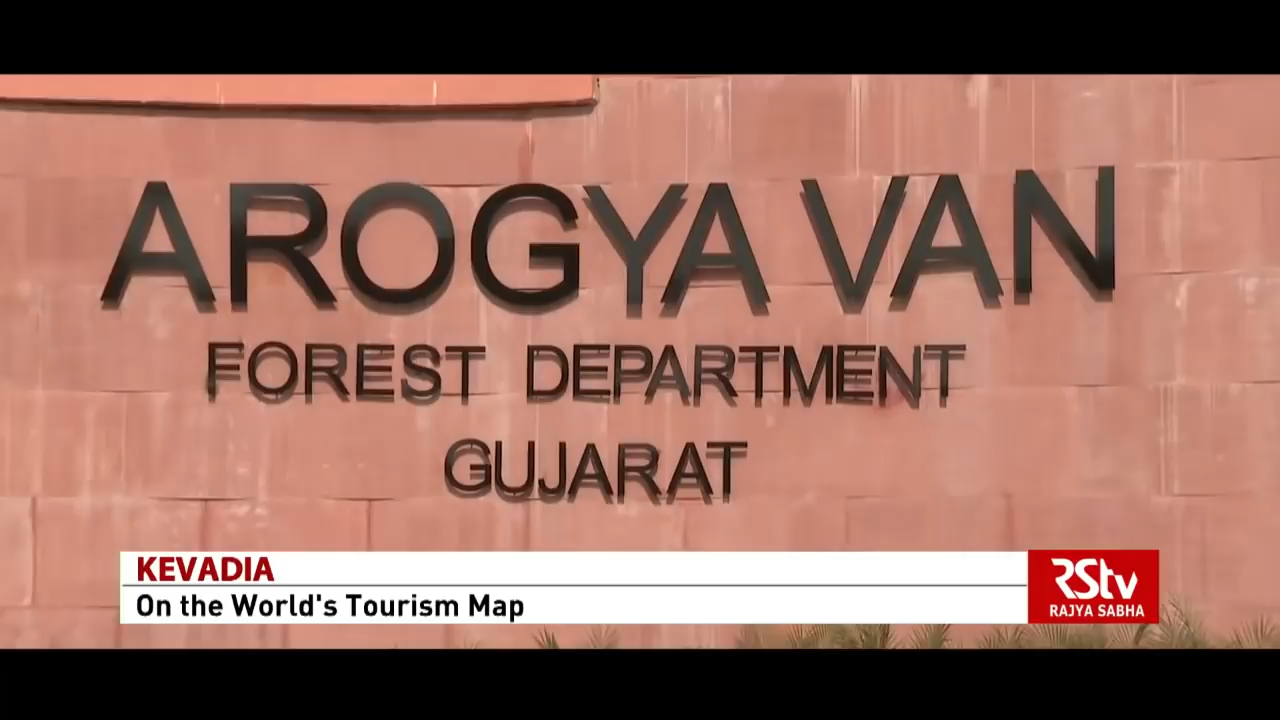 AROGYA VAN
FOREST DEPARTMENT
GUJARAT
KEVADIA
On the World's Tourism Map
RStv
RAJYA SABHA